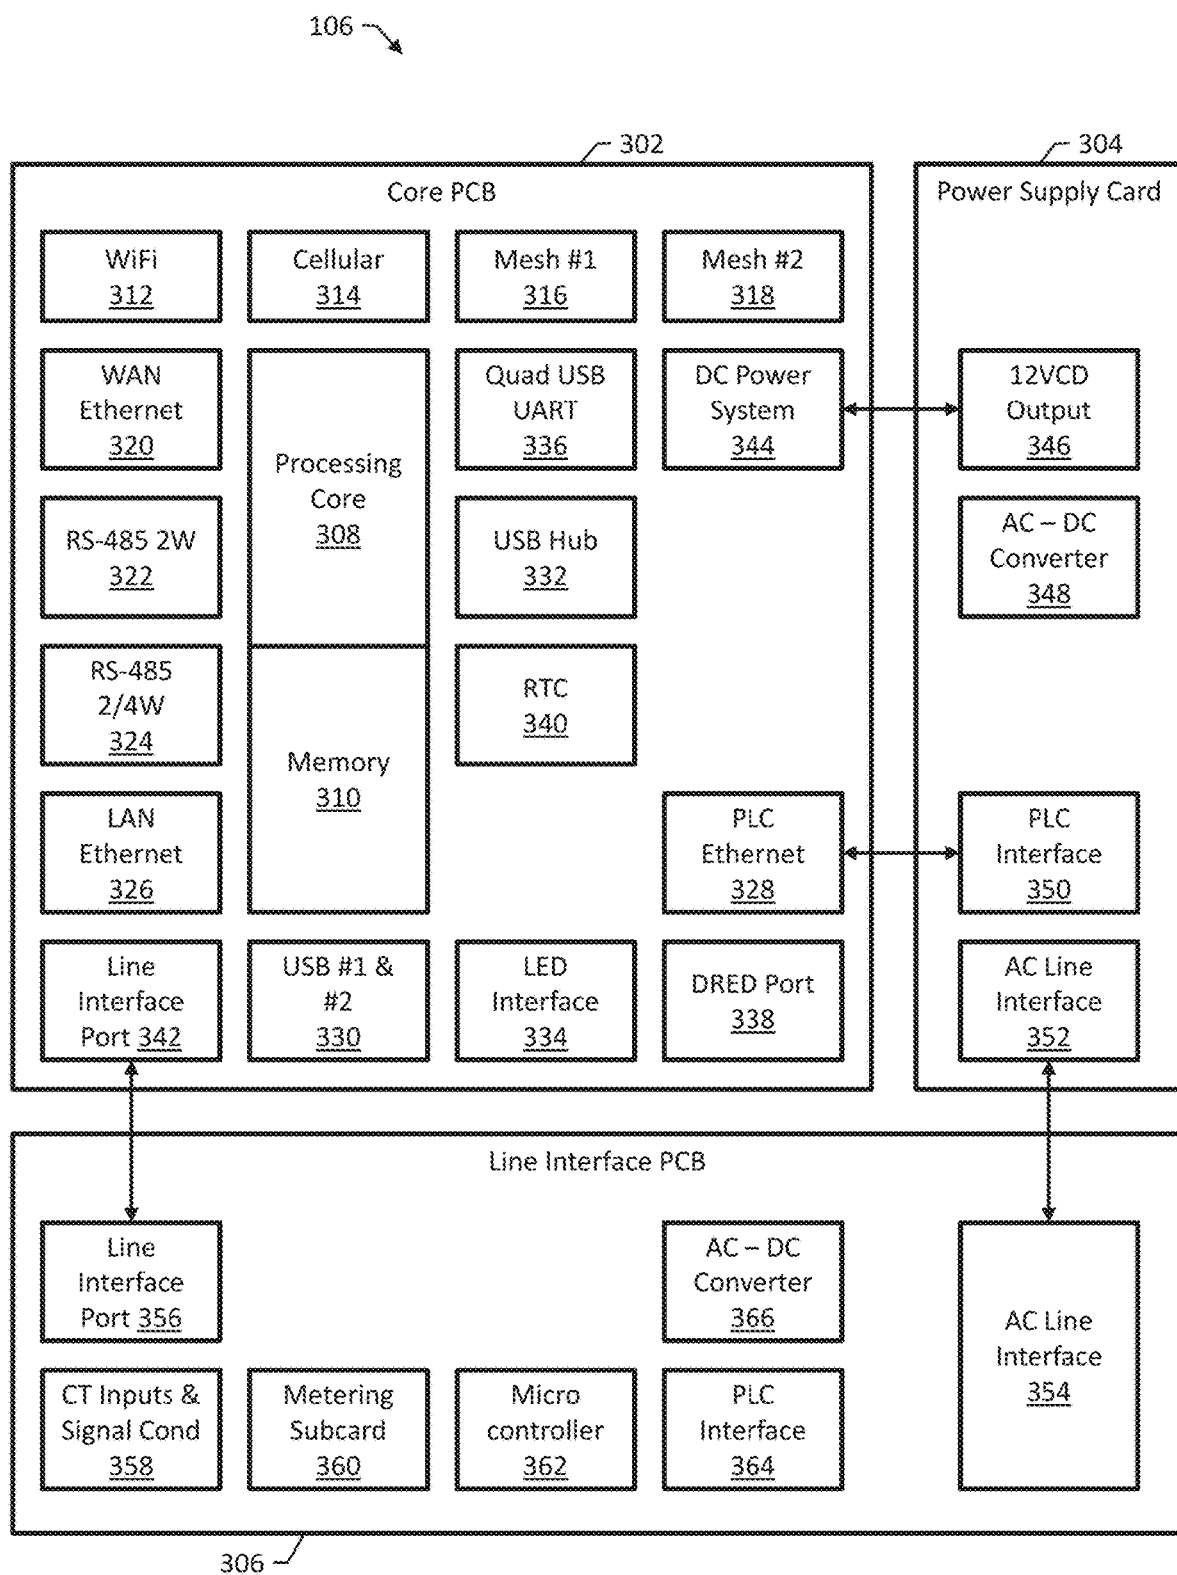 106
302
304
Core PCB
Power Supply Card
WiFi
312
Cellular
314
Mesh #1
316
Mesh #2
318
WAN
Ethernet
320
Processing
Core
308
Quad USB
UART
336
DC Power
System
344
12VCD
Output
346
RS-485 2W
322
USB Hub
332
AC – DC
Converter
348
RS-485
2/4W
324
Memory
310
RTC
340
LAN
Ethernet
326
PLC
Ethernet
328
PLC
Interface
350
Line
Interface
Port 342
USB #1 &
#2
330
LED
Interface
334
DRED Port
338
AC Line
Interface
352
Line Interface PCB
Line
Interface
Port 356
AC – DC
Converter
366
AC Line
Interface
354
CT Inputs &
Signal Cond
358
Metering
Subcard
360
Micro
controller
362
PLC
Interface
364
306